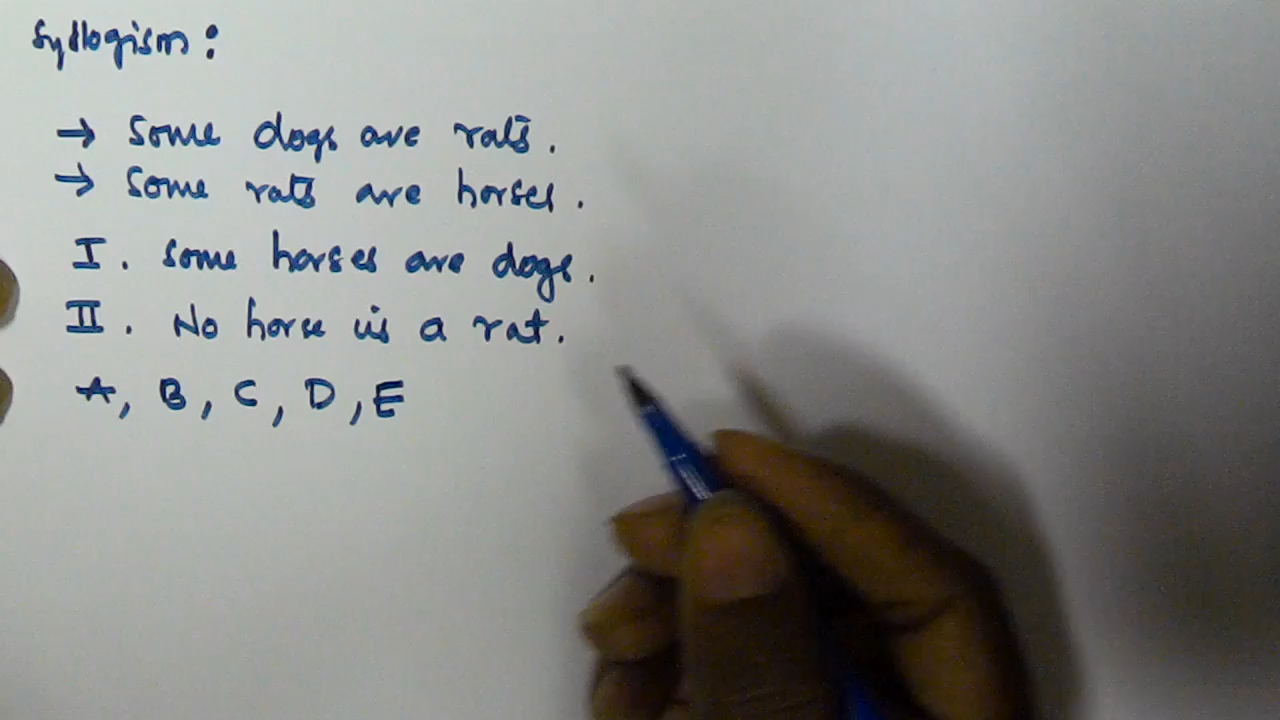 Syllogism:
→ Some dogs are rats.
→ Some rats are horses.
I. Some horses are dogs.
II. No horse is a rat.
A, B, C, D, E